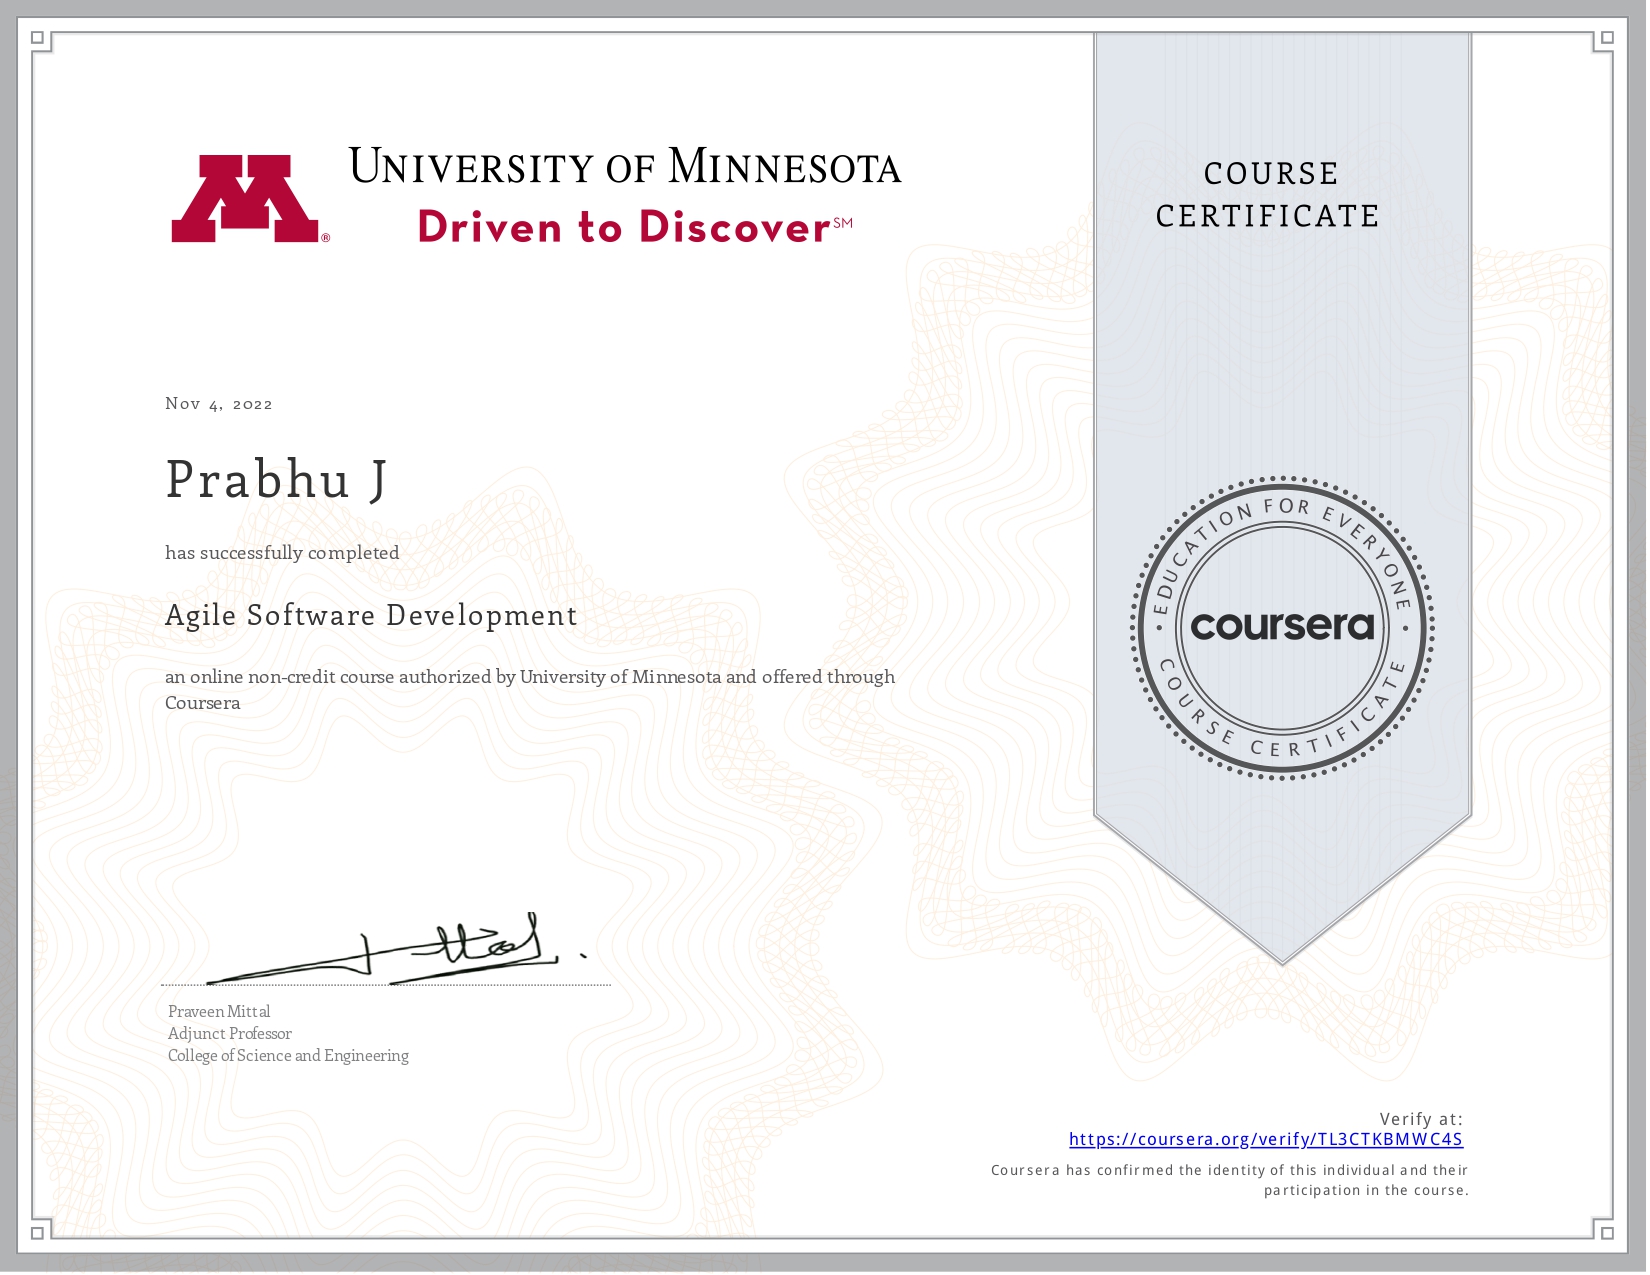 UNIVERSITY OF MINNESOTA
Driven to Discover℠
®
COURSE
CERTIFICATE
Nov 4, 2022
Prabhu J
has successfully completed
Agile Software Development
an online non-credit course authorized by University of Minnesota and offered through
Coursera
EDUCATION FOR EVERYONE
coursera
COURSE CERTIFICATE
Praveen Mittal
Adjunct Professor
College of Science and Engineering
Verify at:
https://coursera.org/verify/TL3CTKBMWC4S
Coursera has confirmed the identity of this individual and their
participation in the course.